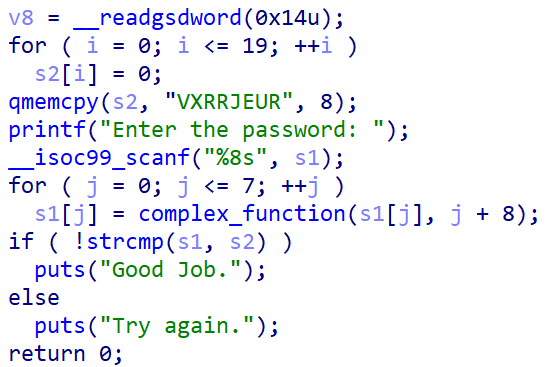 v8 = __readgsdword(0x14u);
for ( i = 0; i <= 19; ++i )
  s2[i] = 0;
qmemcpy(s2, "VXRRJEUR", 8);
printf("Enter the password: ");
__isoc99_scanf("%8s", s1);
for ( j = 0; j <= 7; ++j )
  s1[j] = complex_function(s1[j], j + 8);
if ( !strcmp(s1, s2) )
  puts("Good Job.");
else
  puts("Try again.");
return 0;